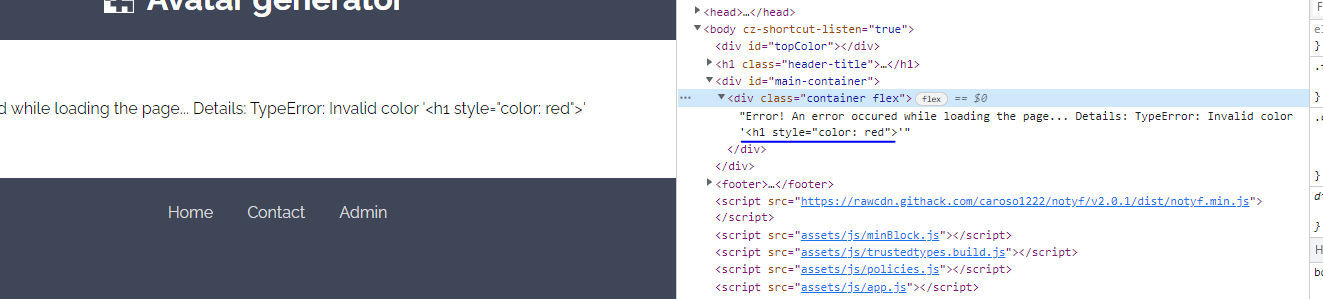 Avatar generator
d while loading the page... Details: TypeError: Invalid color '<h1 style="color: red">'
Home Contact Admin
<head>…</head>
<body cz-shortcut-listen="true">
<div id="topColor"></div>
<h1 class="header-title">…</h1>
<div id="main-container">
<div class="container flex"> flex == $0
"Error! An error occured while loading the page... Details: TypeError: Invalid color
'<h1 style="color: red">'"
</div>
</div>
<footer>…</footer>
<script src="https://rawcdn.githack.com/caroso1222/notyf/v2.0.1/dist/notyf.min.js">
</script>
<script src="assets/js/minBlock.js"></script>
<script src="assets/js/trustedtypes.build.js"></script>
<script src="assets/js/policies.js"></script>
<script src="assets/js/app.js"></script>